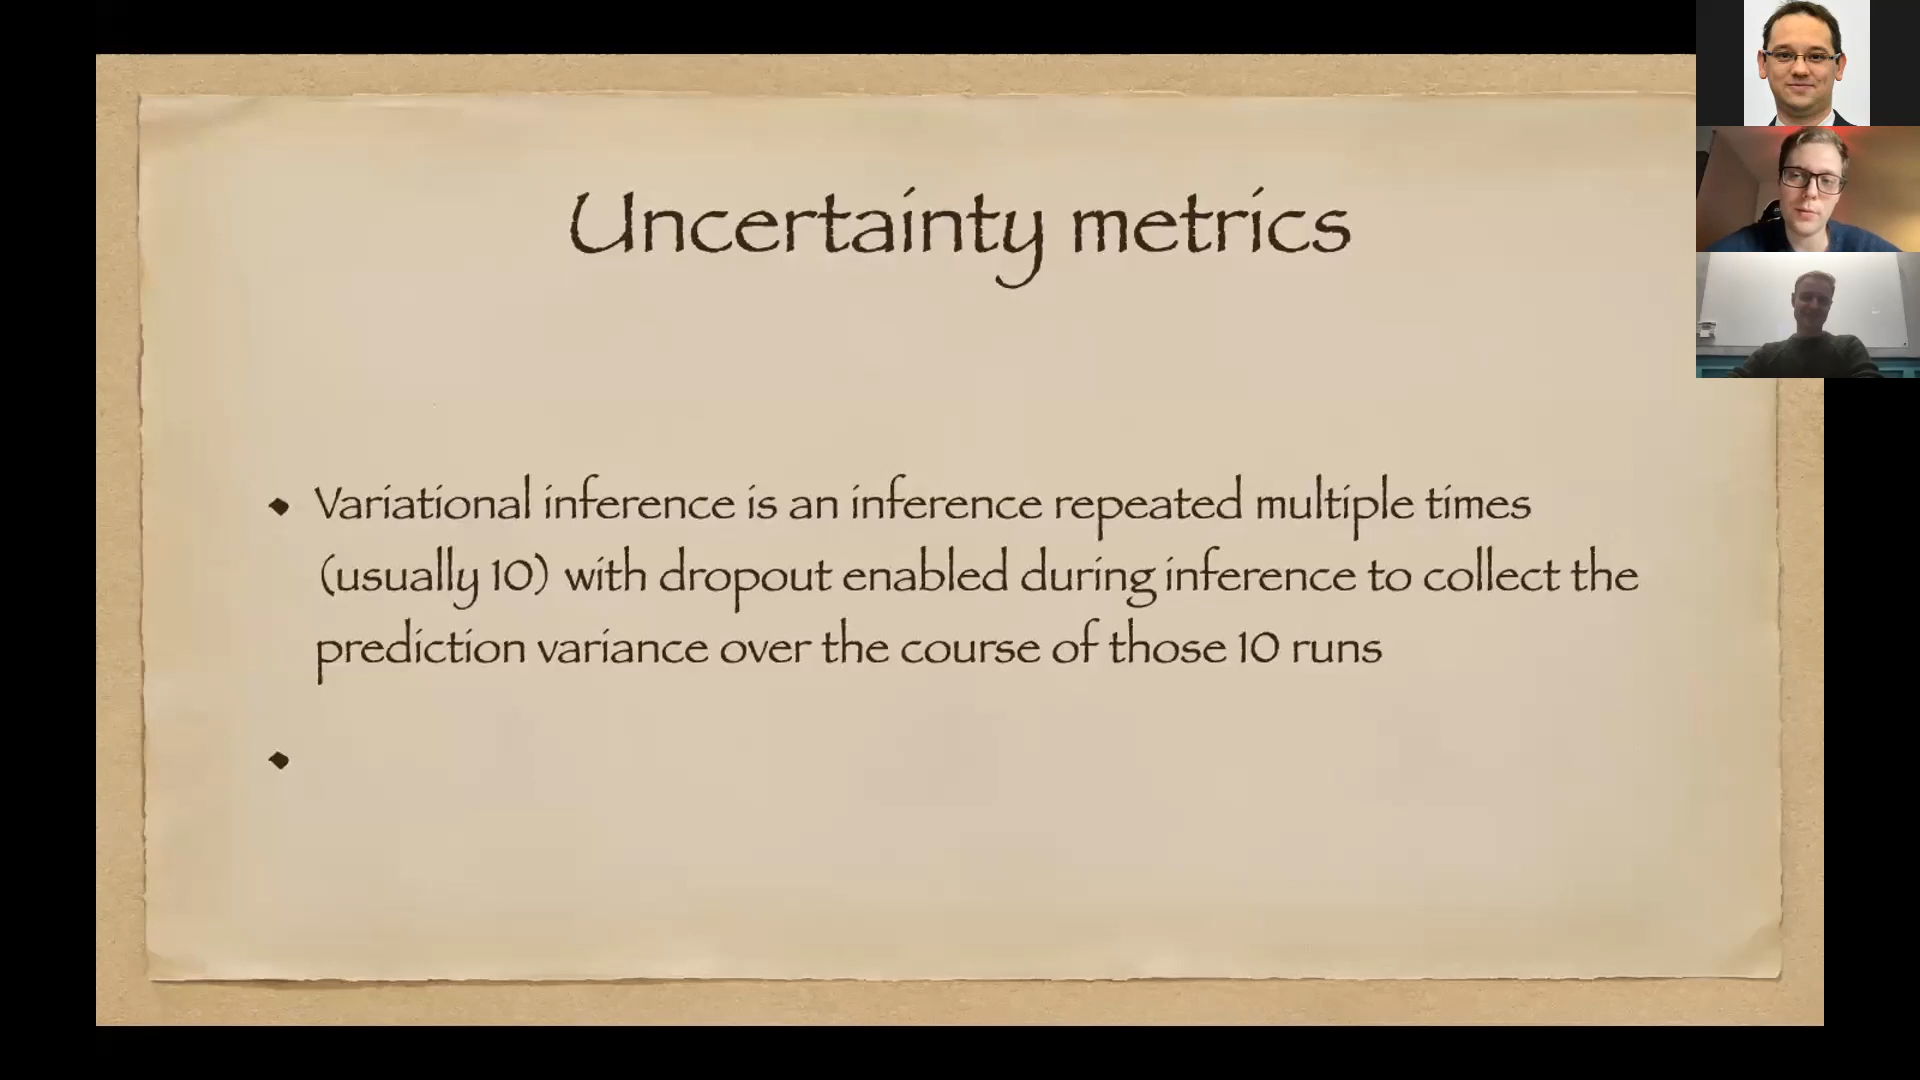 Uncertainty metrics
Variational inference is an inference repeated multiple times
(usually 10) with dropout enabled during inference to collect the
prediction variance over the course of those 10 runs